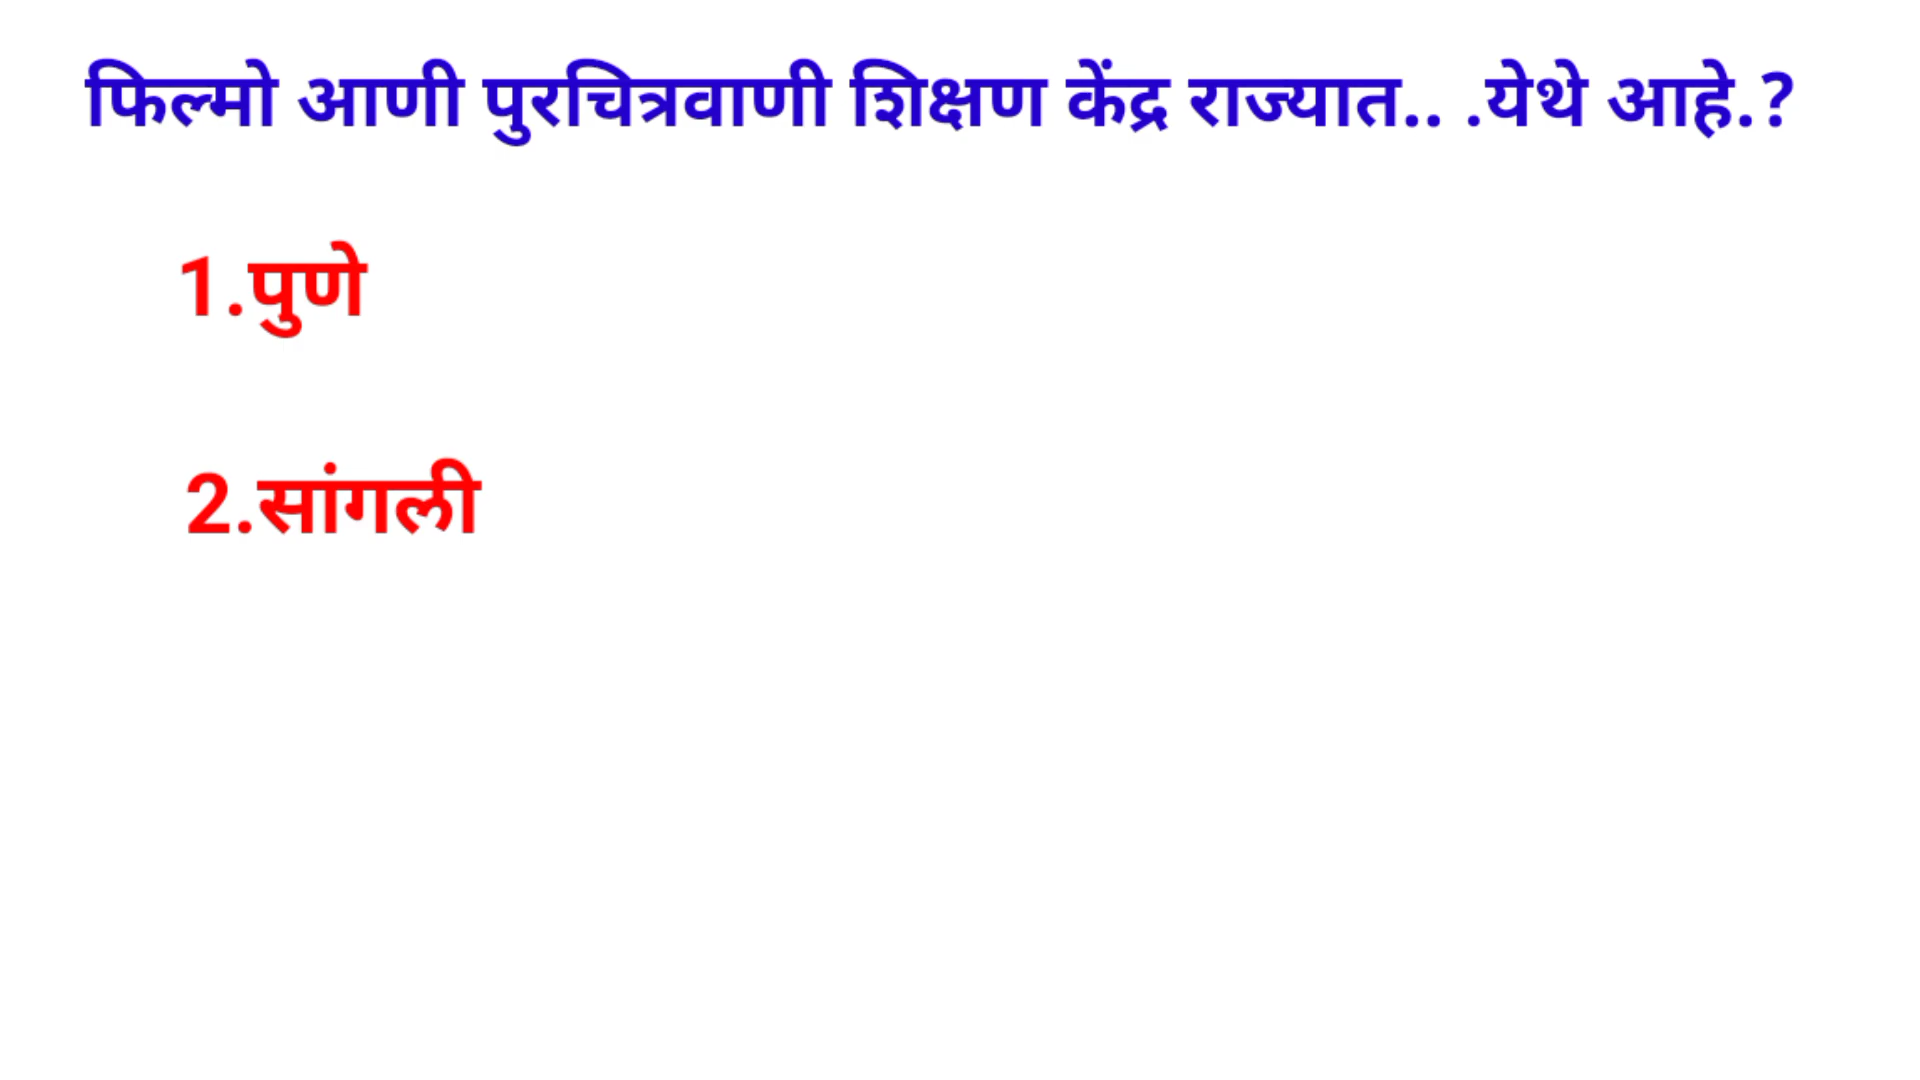 फिल्मो आणी पुरचित्रवाणी शिक्षण केंद्र राज्यात.. .येथे आहे.?
1.पुणे
2.सांगली